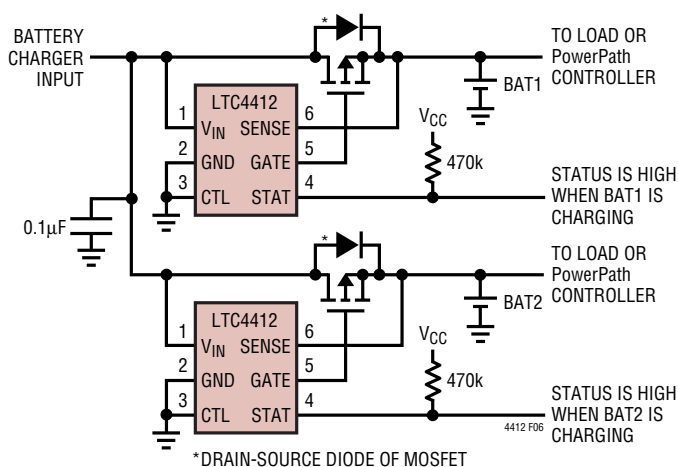 BATTERY
CHARGER
INPUT
*
TO LOAD OR
PowerPath
CONTROLLER
BAT1
LTC4412
1
VIN SENSE
6
2
GND GATE
5
3
CTL STAT
4
VCC
470k
STATUS IS HIGH
WHEN BAT1 IS
CHARGING
0.1µF
*
TO LOAD OR
PowerPath
CONTROLLER
BAT2
LTC4412
1
VIN SENSE
6
2
GND GATE
5
3
CTL STAT
4
VCC
470k
STATUS IS HIGH
WHEN BAT2 IS
CHARGING
4412 F06
*DRAIN-SOURCE DIODE OF MOSFET